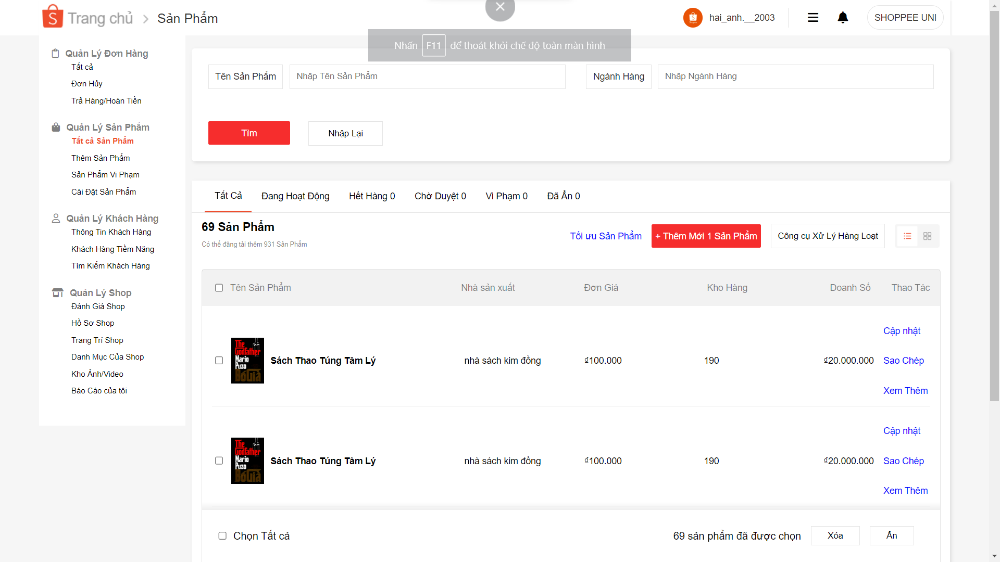 Trang chủ > Sản Phẩm
hai_anh.__2003
SHOPPEE UNI
Nhấn F11 để thoát khỏi chế độ toàn màn hình
Quản Lý Đơn Hàng
Tất cả
Đơn Hủy
Trả Hàng/Hoàn Tiền
Quản Lý Sản Phẩm
Tất cả Sản Phẩm
Thêm Sản Phẩm
Sản Phẩm Vi Phạm
Cài Đặt Sản Phẩm
Quản Lý Khách Hàng
Thông Tin Khách Hàng
Khách Hàng Tiềm Năng
Tìm Kiếm Khách Hàng
Quản Lý Shop
Đánh Giá Shop
Hồ Sơ Shop
Trang Trí Shop
Danh Mục Của Shop
Kho Ảnh/Video
Báo Cáo của tôi
Tên Sản Phẩm Nhập Tên Sản Phẩm Ngành Hàng Nhập Ngành Hàng
Tìm Nhập Lại
Tất Cả Đang Hoạt Động Hết Hàng 0 Chờ Duyệt 0 Vi Phạm 0 Đã Ẩn 0
69 Sản Phẩm
Có thể đăng tải thêm 931 Sản Phẩm
Tối ưu Sản Phẩm + Thêm Mới 1 Sản Phẩm Công cụ Xử Lý Hàng Loạt
Tên Sản Phẩm Nhà sản xuất Đơn Giá Kho Hàng Doanh Số Thao Tác
The
Godfather
Mario
Puzo
Bố Già
Sách Thao Túng Tâm Lý nhà sách kim đồng ₫100.000 190 ₫20.000.000
Cập nhật
Sao Chép
Xem Thêm
The
Godfather
Mario
Puzo
Bố Già
Sách Thao Túng Tâm Lý nhà sách kim đồng ₫100.000 190 ₫20.000.000
Cập nhật
Sao Chép
Xem Thêm
Chọn Tất cả 69 sản phẩm đã được chọn Xóa Ẩn